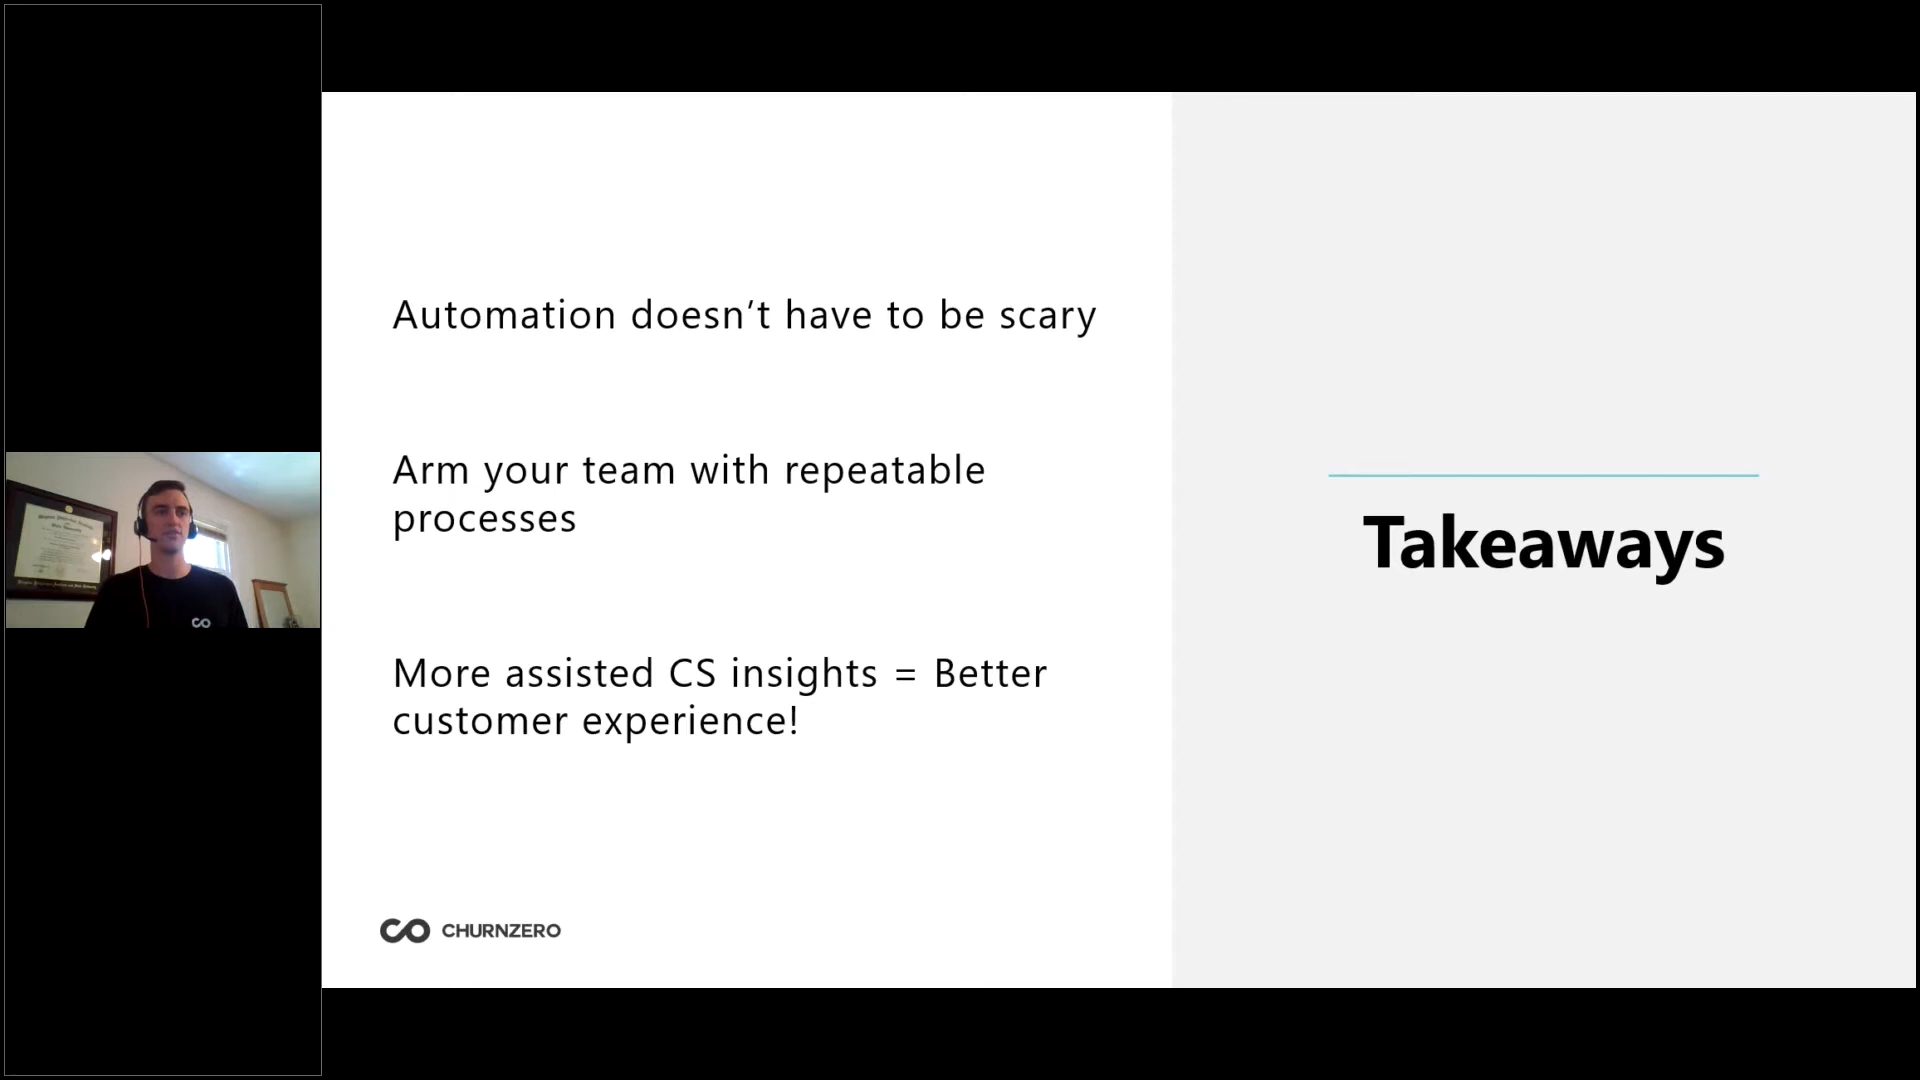 Automation doesn’t have to be scary
Arm your team with repeatable
processes
More assisted CS insights = Better
customer experience!
CHURNZERO
Takeaways